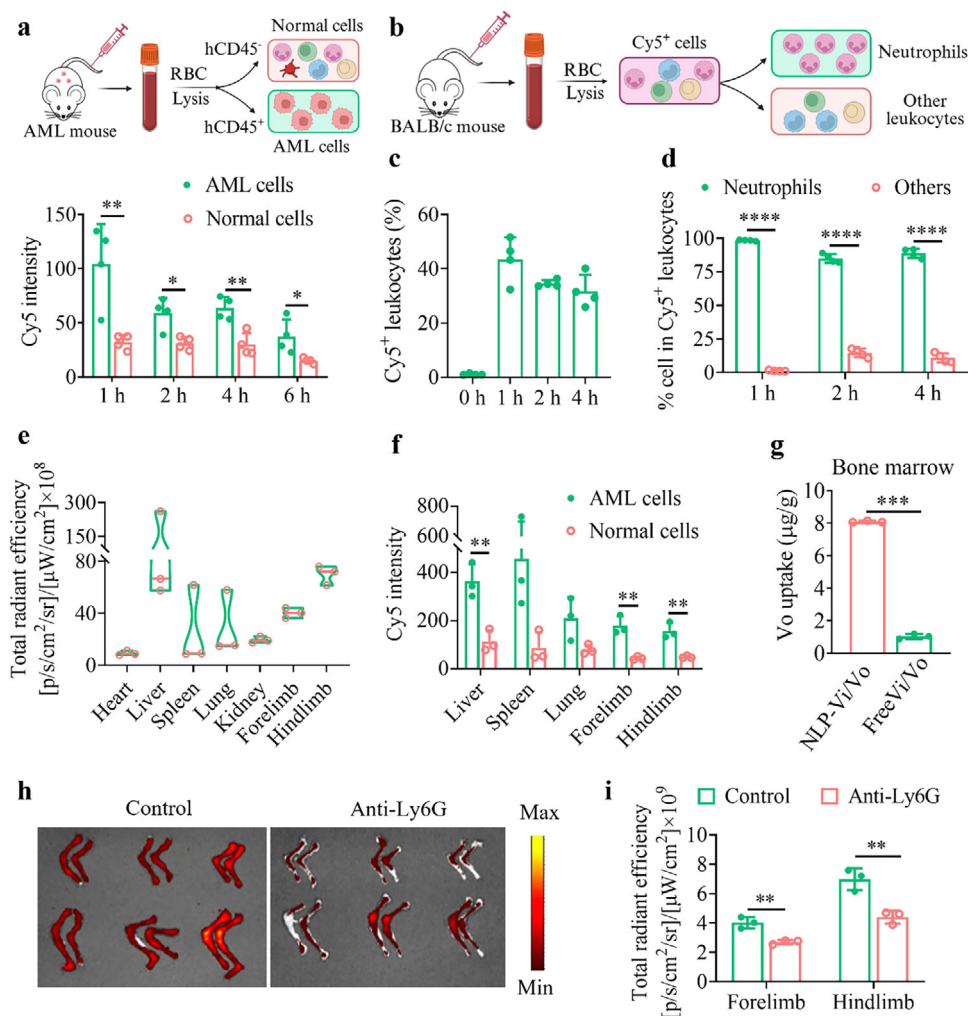 a
AML mouse
RBC
Lysis
hCD45⁻
hCD45⁺
Normal cells
AML cells
AML cells
Normal cells
Cy5 intensity
150
100
50
0
**
*
**
*
1 h 2 h 4 h 6 h
b
BALB/c mouse
RBC
Lysis
Cy5⁺ cells
Neutrophils
Other
leukocytes
c
Cy5⁺ leukocytes (%)
60
40
20
0
0 h 1 h 2 h 4 h
d
Neutrophils Others
% cell in Cy5⁺ leukocytes
100
75
50
25
0
****
****
****
1 h 2 h 4 h
e
Total radiant efficiency
[p/s/cm²/sr]/[μW/cm²]×10⁸
300
150
80
40
0
Heart
Liver
Spleen
Lung
Kidney
Forelimb
Hindlimb
f
AML cells
Normal cells
Cy5 intensity
800
600
400
200
0
**
**
**
Liver
Spleen
Lung
Forelimb
Hindlimb
g
Bone marrow
Vo uptake (μg/g)
10
8
6
4
2
0
***
NLP-Vi/Vo
FreeVi/Vo
h
Control
Anti-Ly6G
Max
Min
i
Control Anti-Ly6G
Total radiant efficiency
[p/s/cm²/sr]/[μW/cm²]×10⁹
10
8
6
4
2
0
**
**
Forelimb Hindlimb